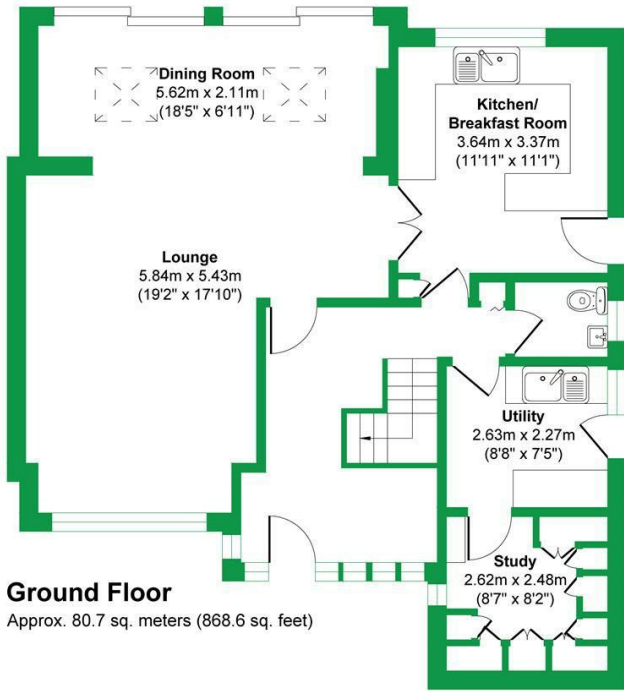 Dining Room
5.62m x 2.11m
(18'5" x 6'11")
Kitchen/
Breakfast Room
3.64m x 3.37m
(11'11" x 11'1")
Lounge
5.84m x 5.43m
(19'2" x 17'10")
Utility
2.63m x 2.27m
(8'8" x 7'5")
Study
2.62m x 2.48m
(8'7" x 8'2")
Ground Floor
Approx. 80.7 sq. meters (868.6 sq. feet)